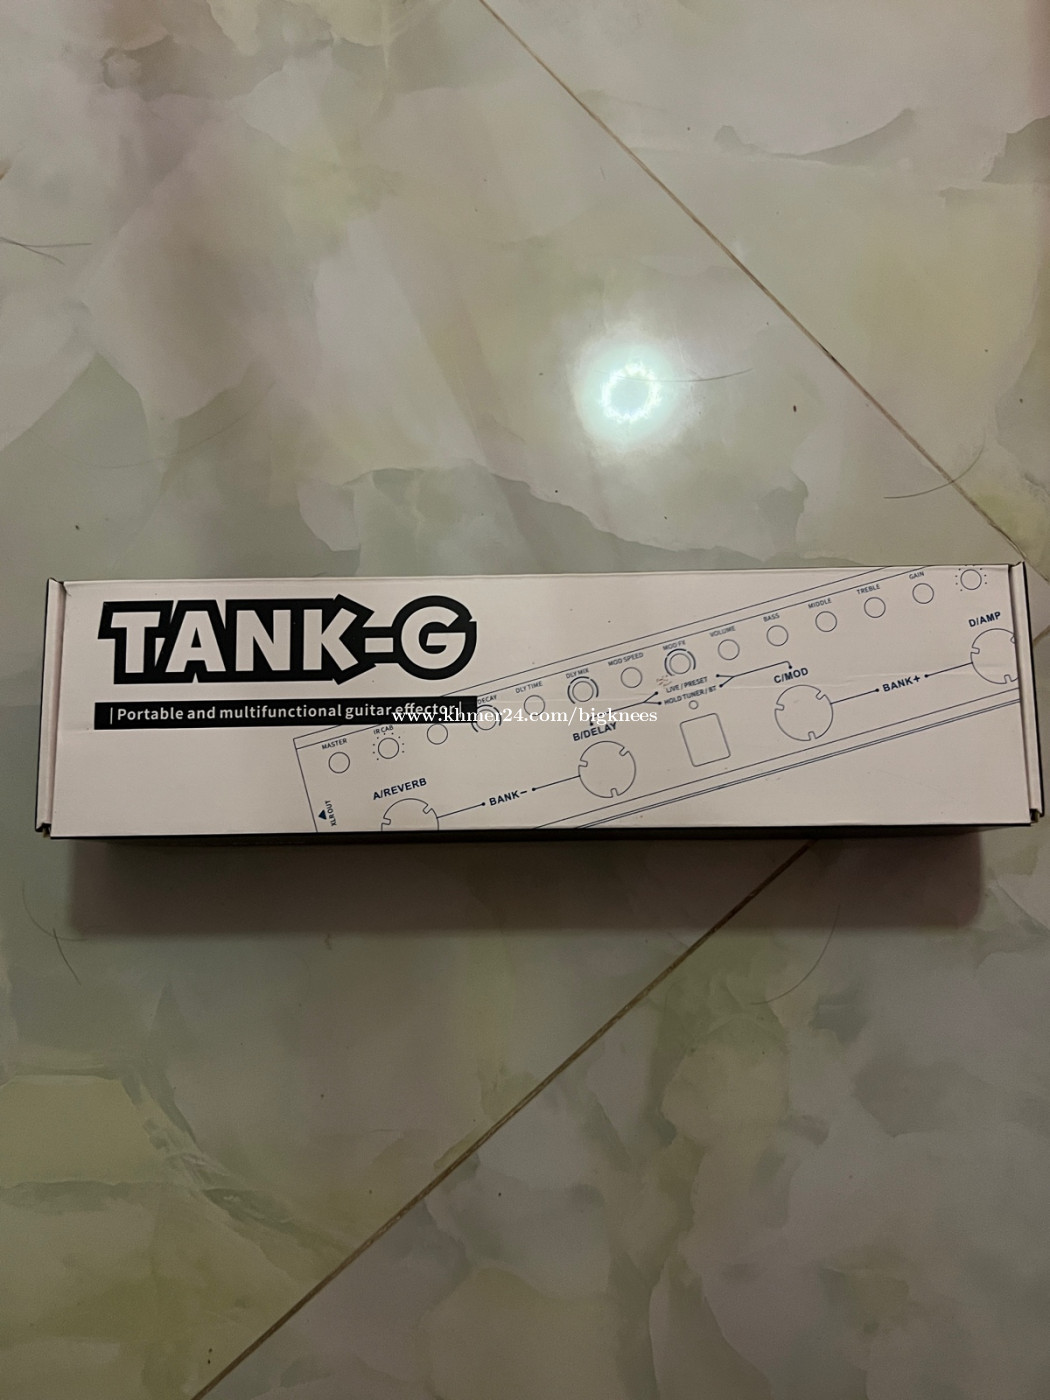 TANK-G
|Portable and multifunctional guitar effector|
www.khmer24.com/bigknees
MASTER
IR CAB
DECAY
DLY TIME
DLY MIX
MOD SPEED
MOD FX
VOLUME
BASS
MIDDLE
TREBLE
GAIN
LIVE / PRESET
HOLD TUNER / BT
XLR OUT
A/REVERB
BANK−
B/DELAY
C/MOD
BANK+
D/AMP